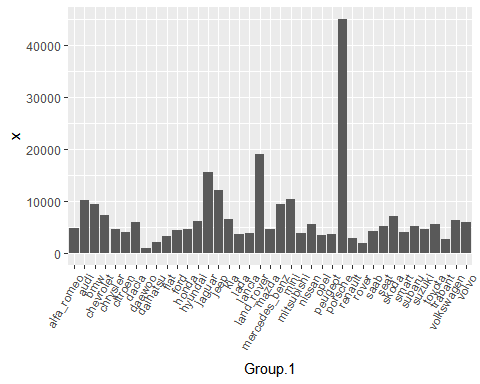 40000
30000
20000
10000
0
x
alfa_romeo
audi
bmw
chevrolet
chrysler
citroen
dacia
daewoo
daihatsu
fiat
ford
honda
hyundai
jaguar
jeep
kia
lada
lancia
land_rover
mazda
mercedes_benz
mini
mitsubishi
nissan
opel
peugeot
porsche
renault
rover
saab
seat
skoda
smart
subaru
suzuki
toyota
trabant
volkswagen
volvo
Group.1